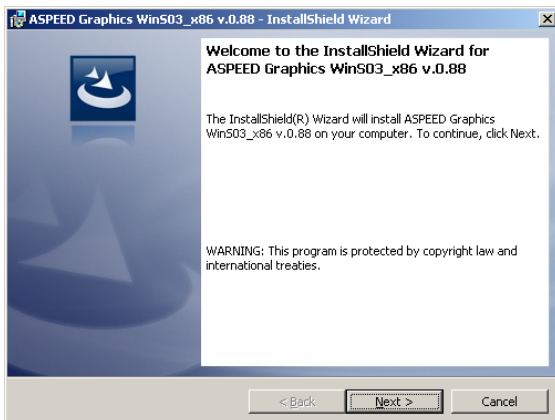 ASPEED Graphics WinS03_x86 v.0.88 - InstallShield Wizard
Welcome to the InstallShield Wizard for
ASPEED Graphics WinS03_x86 v.0.88
The InstallShield(R) Wizard will install ASPEED Graphics
WinS03_x86 v.0.88 on your computer. To continue, click Next.
WARNING: This program is protected by copyright law and
international treaties.
< Back Next > Cancel